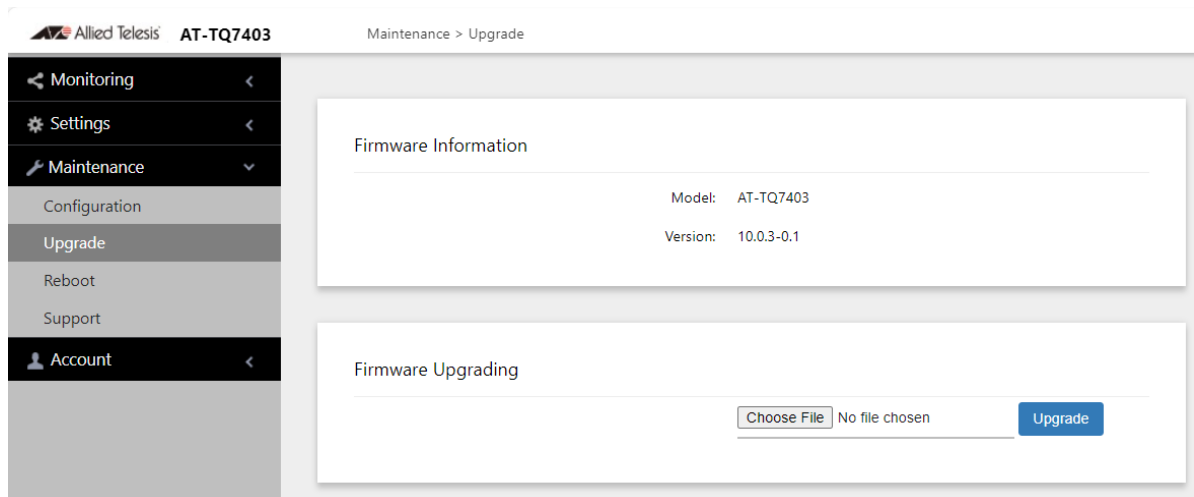 Allied Telesis AT-TQ7403 Maintenance > Upgrade
Monitoring
Settings
Maintenance
Configuration
Upgrade
Reboot
Support
Account
Firmware Information
Model: AT-TQ7403
Version: 10.0.3-0.1
Firmware Upgrading
Choose File No file chosen Upgrade